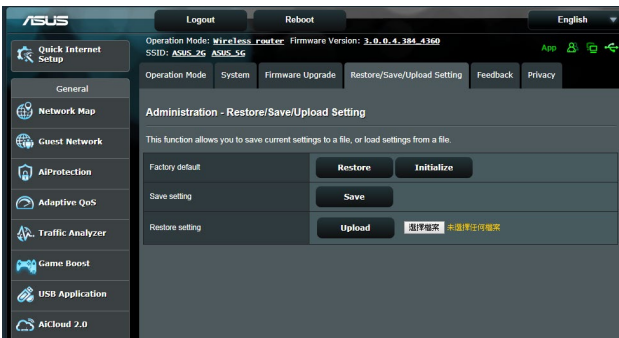 ASUS Logout Reboot English
Operation Mode: Wireless router Firmware Version: 3.0.0.4.384_4360
SSID: ASUS_2G ASUS_5G
App
Quick Internet Setup
General
Network Map
Guest Network
AiProtection
Adaptive QoS
Traffic Analyzer
Game Boost
USB Application
AiCloud 2.0
Operation Mode System Firmware Upgrade Restore/Save/Upload Setting Feedback Privacy
Administration - Restore/Save/Upload Setting
This function allows you to save current settings to a file, or load settings from a file.
Factory default Restore Initialize
Save setting Save
Restore setting Upload 選擇檔案 未選擇任何檔案